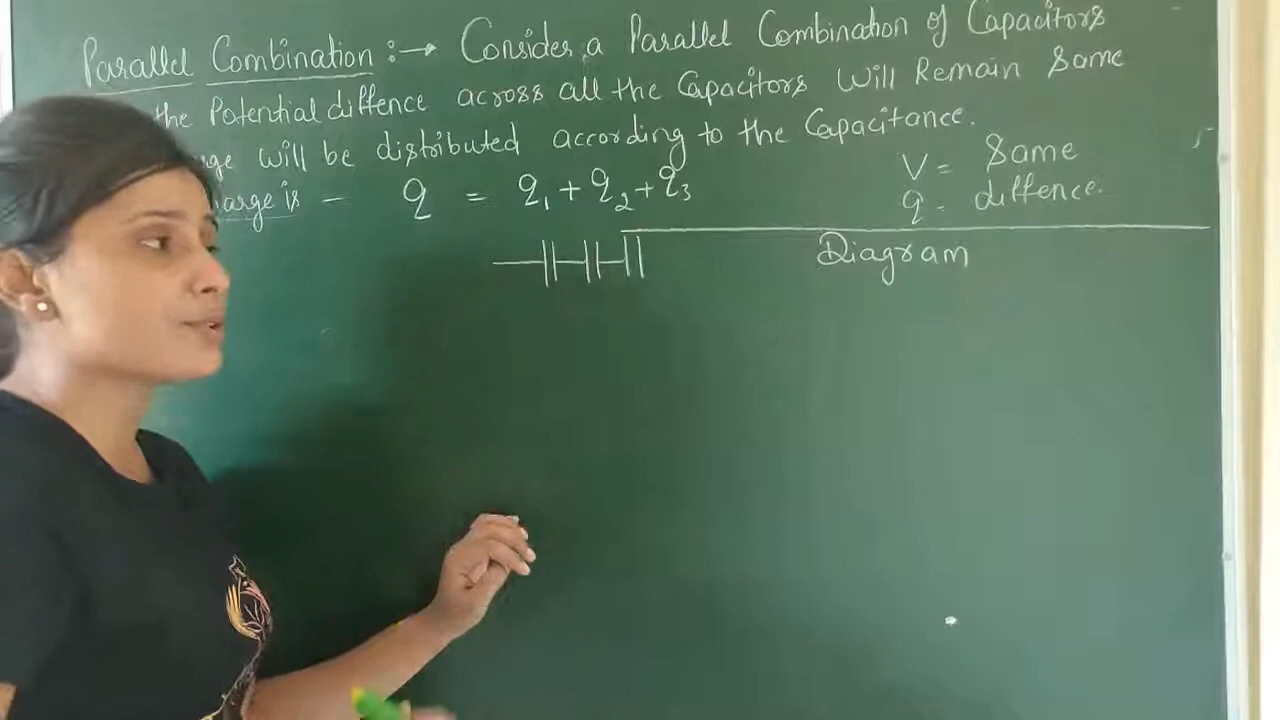 Parallel Combination :→ Consider a Parallel Combination of Capacitors
the Potential diffence across all the Capacitors Will Remain Same
will be distributed according to the Capacitance.
is - q = q₁ + q₂ + q₃
V = Same
q = diffence.
Diagram